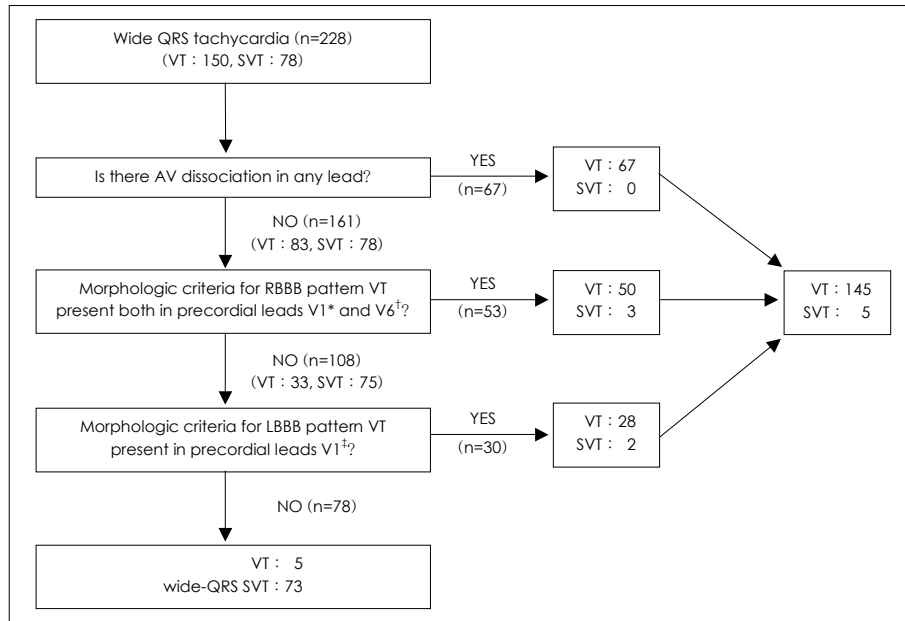 Wide QRS tachycardia (n=228)
(VT : 150, SVT : 78)
Is there AV dissociation in any lead?
YES
(n=67)
VT : 67
SVT : 0
NO (n=161)
(VT : 83, SVT : 78)
Morphologic criteria for RBBB pattern VT
present both in precordial leads V1* and V6†?
YES
(n=53)
VT : 50
SVT : 3
VT : 145
SVT : 5
NO (n=108)
(VT : 33, SVT : 75)
Morphologic criteria for LBBB pattern VT
present in precordial leads V1‡?
YES
(n=30)
VT : 28
SVT : 2
NO (n=78)
VT : 5
wide-QRS SVT : 73